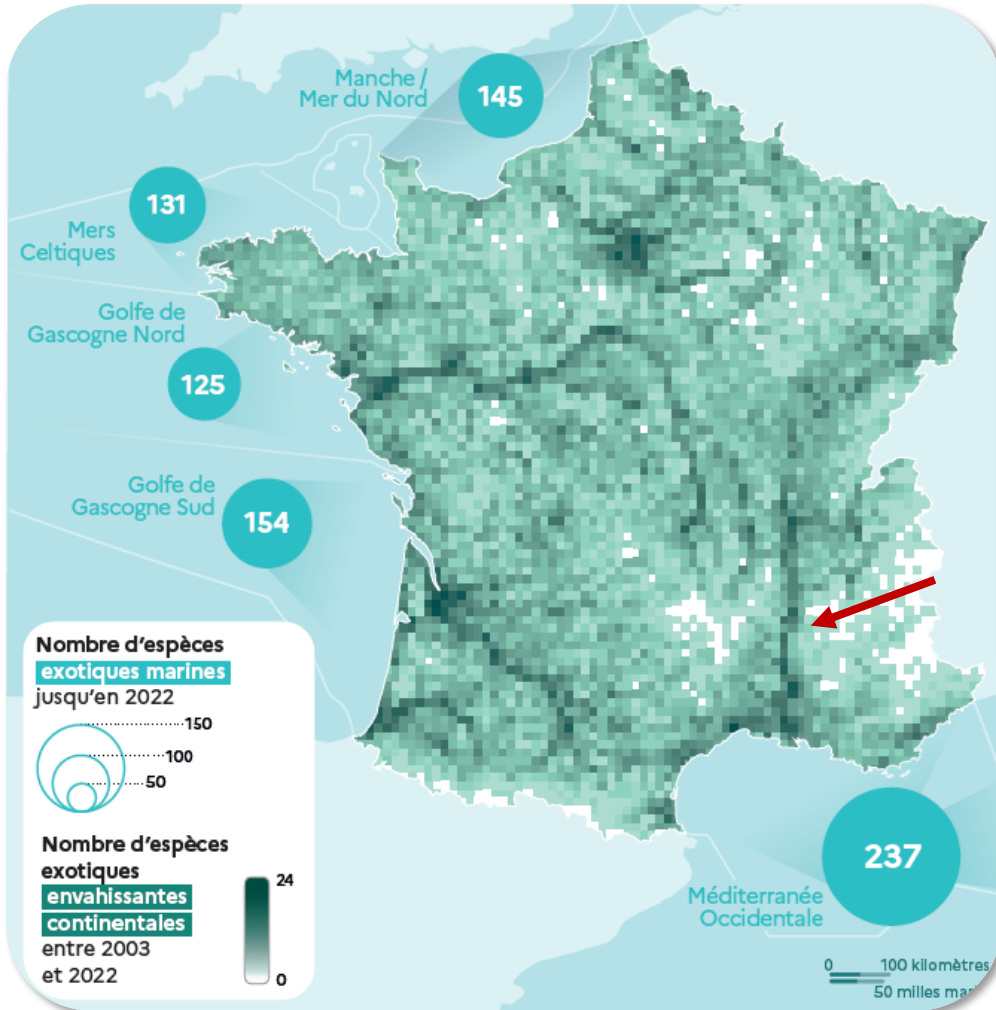 Manche /
Mer du Nord
145
131
Mers
Celtiques
Golfe de
Gascogne Nord
125
Golfe de
Gascogne Sud
154
Nombre d'espèces
exotiques marines
jusqu'en 2022
150
100
50
Nombre d'espèces
exotiques
envahissantes
continentales
entre 2003
et 2022
24
0
237
Méditerranée
Occidentale
0 100 kilomètres
50 milles